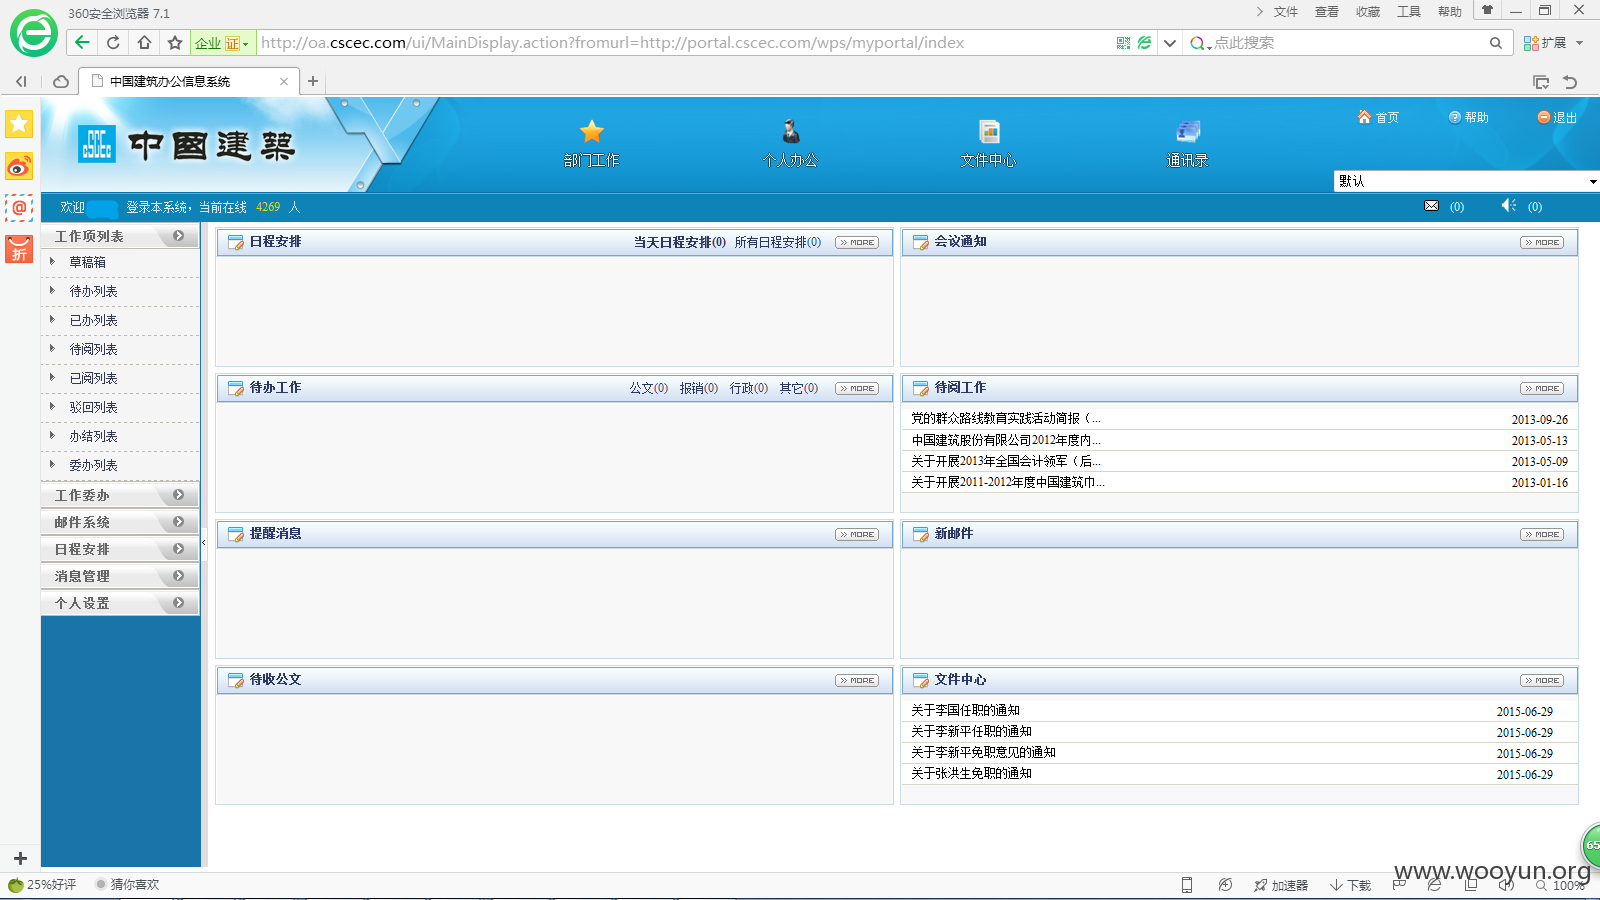 360安全浏览器 7.1
文件 查看 收藏 工具 帮助
企业 证 http://oa.cscec.com/ui/MainDisplay.action?fromurl=http://portal.cscec.com/wps/myportal/index 点此搜索 扩展
中国建筑办公信息系统
CSCEC 中國建築
部门工作 个人办公 文件中心 通讯录
首页 帮助 退出
默认
欢迎 登录本系统，当前在线 4269 人 (0) (0)
折
工作项列表
草稿箱
待办列表
已办列表
待阅列表
已阅列表
驳回列表
办结列表
委办列表
工作委办
邮件系统
日程安排
消息管理
个人设置
日程安排 当天日程安排(0) 所有日程安排(0) MORE
会议通知 MORE
待办工作 公文(0) 报销(0) 行政(0) 其它(0) MORE
待阅工作 MORE
党的群众路线教育实践活动简报（... 2013-09-26
中国建筑股份有限公司2012年度内... 2013-05-13
关于开展2013年全国会计领军（后... 2013-05-09
关于开展2011-2012年度中国建筑巾... 2013-01-16
提醒消息 MORE
新邮件 MORE
待收公文 MORE
文件中心 MORE
关于李国任职的通知 2015-06-29
关于李新平任职的通知 2015-06-29
关于李新平免职意见的通知 2015-06-29
关于张洪生免职的通知 2015-06-29
65
www.wooyun.org
25%好评 猜你喜欢 加速器 下载 100%